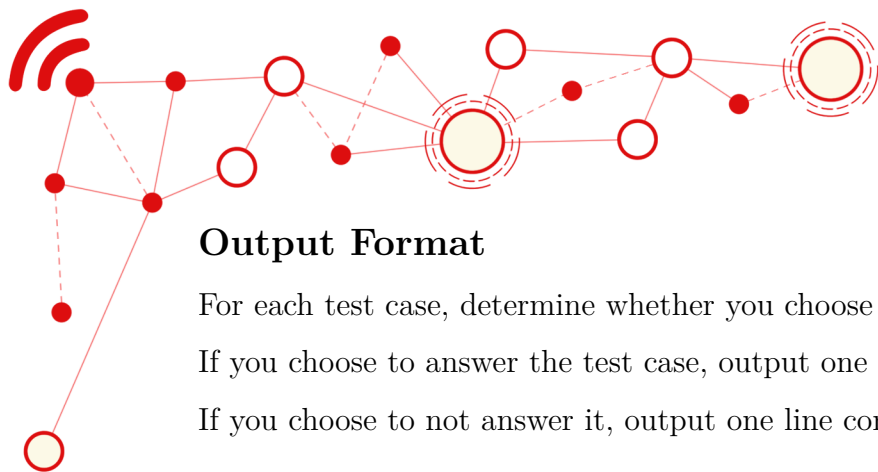 Output Format
For each test case, determine whether you choose
If you choose to answer the test case, output one
If you choose to not answer it, output one line